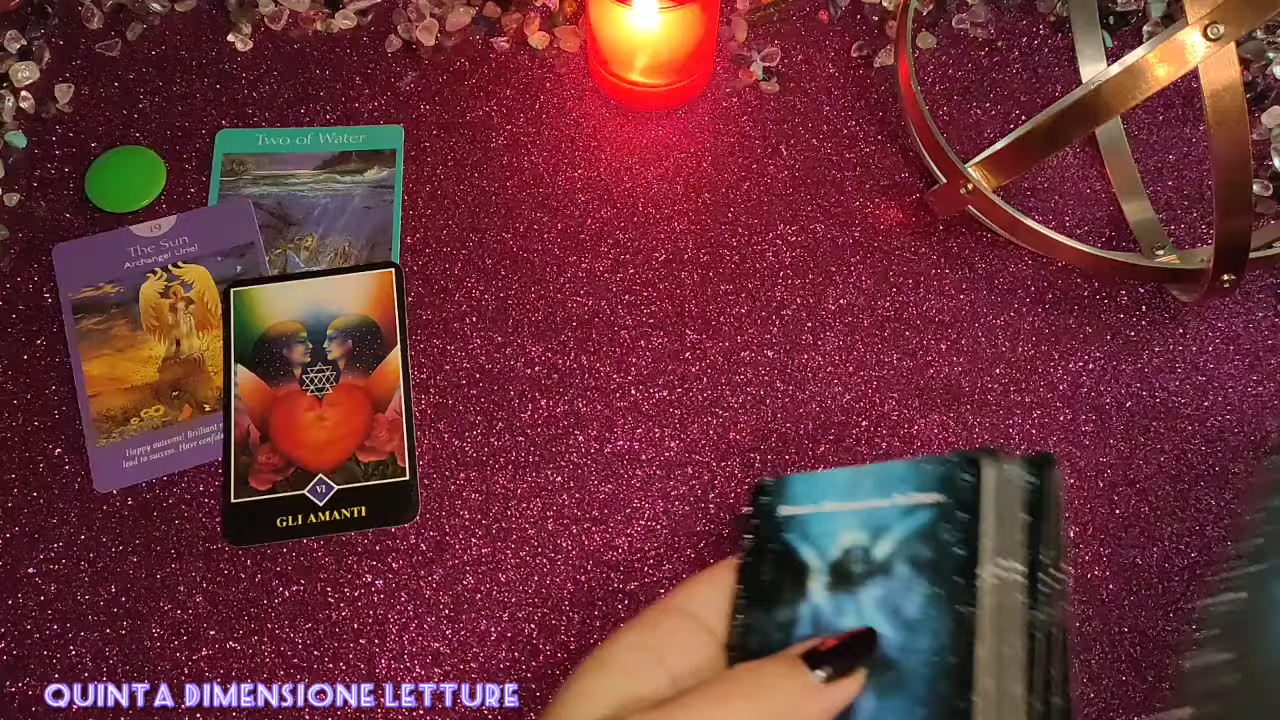 Two of Water
19
The Sun
Archangel Uriel
Happy outcome! Brilliant
lead to success. Have
VI
GLI AMANTI
QUINTA DIMENSIONE LETTURE